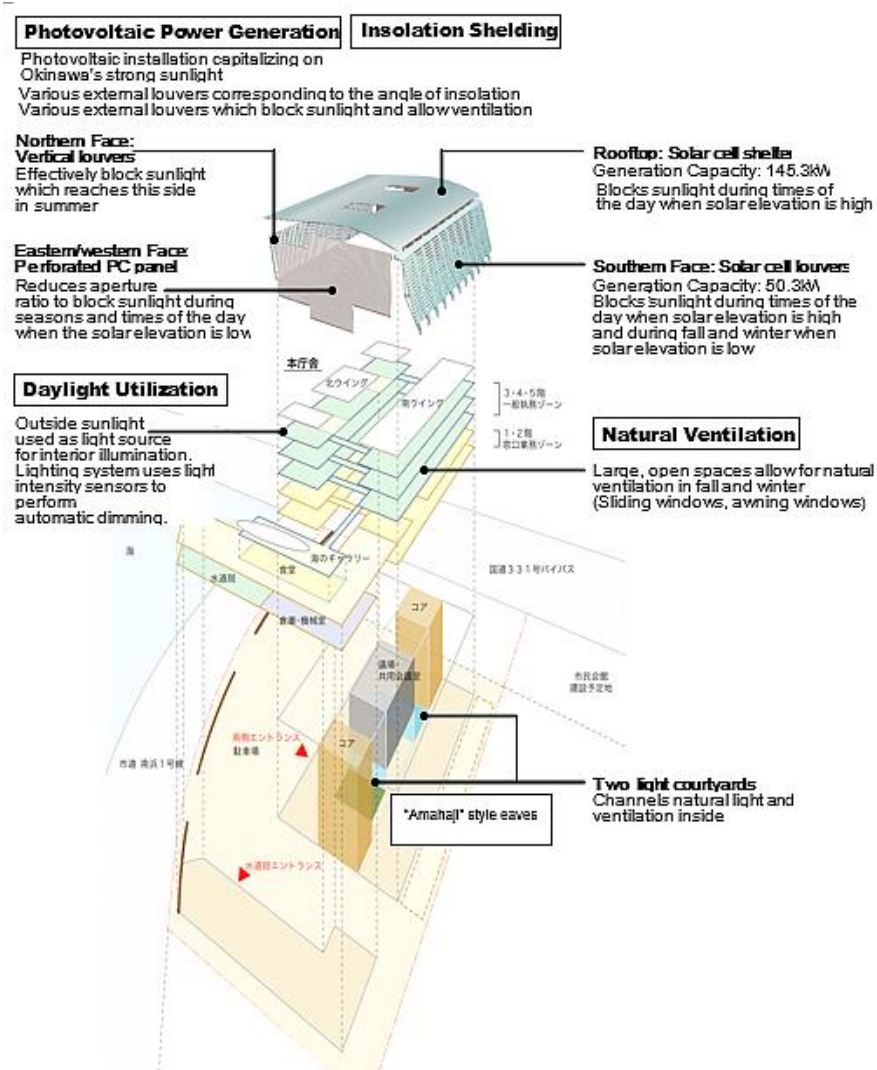 Photovoltaic Power Generation
Insolation Shielding
Photovoltaic installation capitalizing on
Okinawa's strong sunlight
Various external louvers corresponding to the angle of insolation
Various external louvers which block sunlight and allow ventilation
Northern Face:
Vertical louvers
Effectively block sunlight
which reaches this side
in summer
Rooftop: Solar cell shelter
Generation Capacity: 145.3kW
Blocks sunlight during times of
the day when solar elevation is high
Eastern/western Face:
Perforated PC panel
Reduces aperture
ratio to block sunlight during
seasons and times of the day
when the solar elevation is low
Southern Face: Solar cell louvers
Generation Capacity: 50.3kW
Blocks sunlight during times of the
day when solar elevation is high
and during fall and winter when
solar elevation is low
本庁舎
北ウイング
南ウイング
3・4・5階
一般執務ゾーン
1・2階
窓口業務ゾーン
Daylight Utilization
Outside sunlight
used as light source
for interior illumination.
Lighting system uses light
intensity sensors to
perform
automatic dimming.
Natural Ventilation
Large, open spaces allow for natural
ventilation in fall and winter
(Sliding windows, awning windows)
海
海のギャラリー
食堂
水道局
倉庫・機械室
国道331号バイパス
コア
議場・
共用会議室
市民会館
建設予定地
南側エントランス
駐車場
コア
市道 南浜1号線
水道局エントランス
Two light courtyards
Channels natural light and
ventilation inside
"Amahaji" style eaves